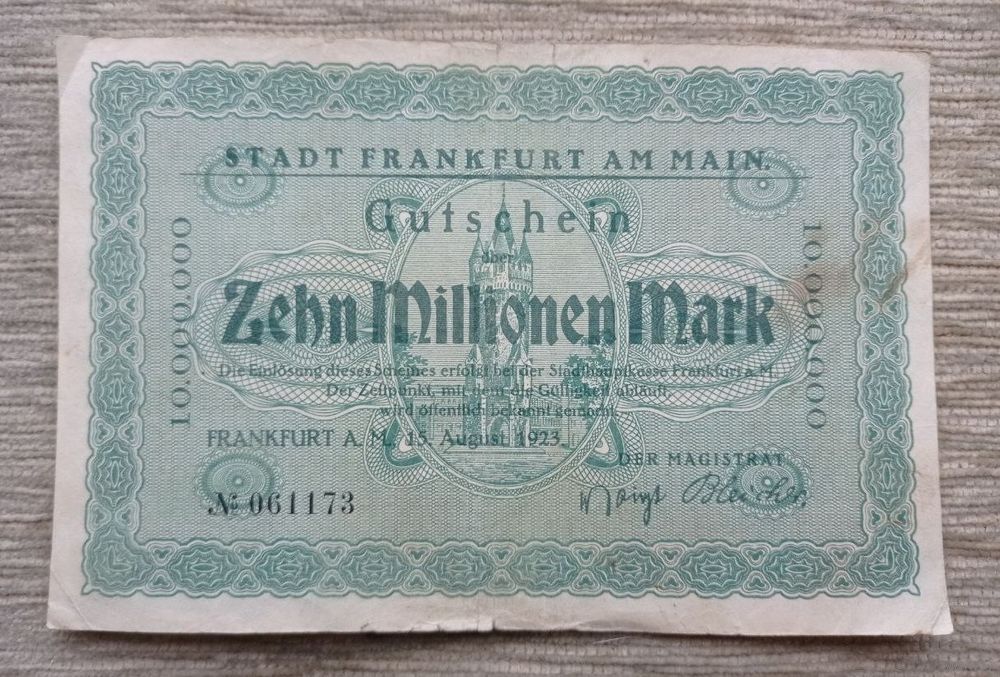 STADT FRANKFURT AM MAIN.
Gutschein
über
Zehn Millionen Mark
10.000.000
10.000.000
Die Einlösung dieses Scheines erfolgt bei der Stadthauptkasse Frankfurt a. M.
Der Zeitpunkt, mit dem die Gültigkeit abläuft,
wird öffentlich bekannt gemacht.
FRANKFURT A. M., 15. August 1923.
DER MAGISTRAT
Voigt Bleicher
№ 061173